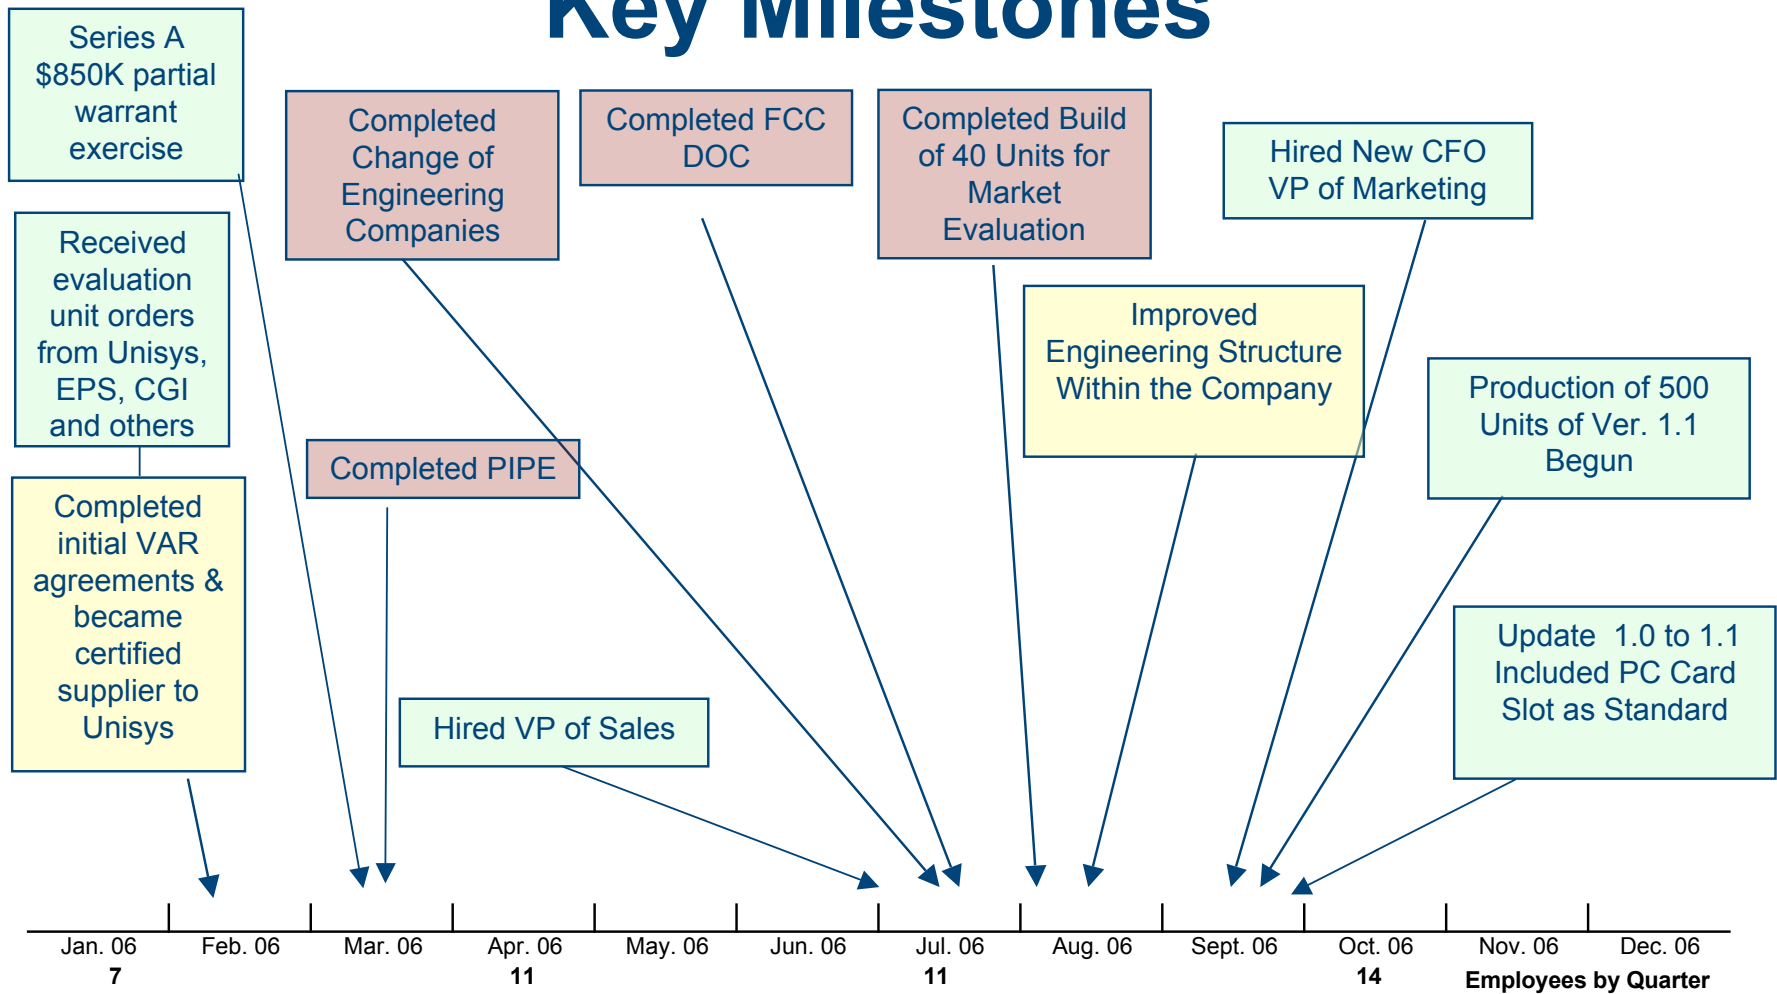 Key Milestones
Series A
$850K partial
warrant
exercise
Completed
Change of
Engineering
Companies
Completed FCC
DOC
Completed Build
of 40 Units for
Market
Evaluation
Hired New CFO
VP of Marketing
Received
evaluation
unit orders
from Unisys,
EPS, CGI
and others
Improved
Engineering Structure
Within the Company
Production of 500
Units of Ver. 1.1
Begun
Completed PIPE
Completed
initial VAR
agreements &
became
certified
supplier to
Unisys
Update 1.0 to 1.1
Included PC Card
Slot as Standard
Hired VP of Sales
Jan. 06 Feb. 06 Mar. 06 Apr. 06 May. 06 Jun. 06 Jul. 06 Aug. 06 Sept. 06 Oct. 06 Nov. 06 Dec. 06
7 11 11 14 Employees by Quarter